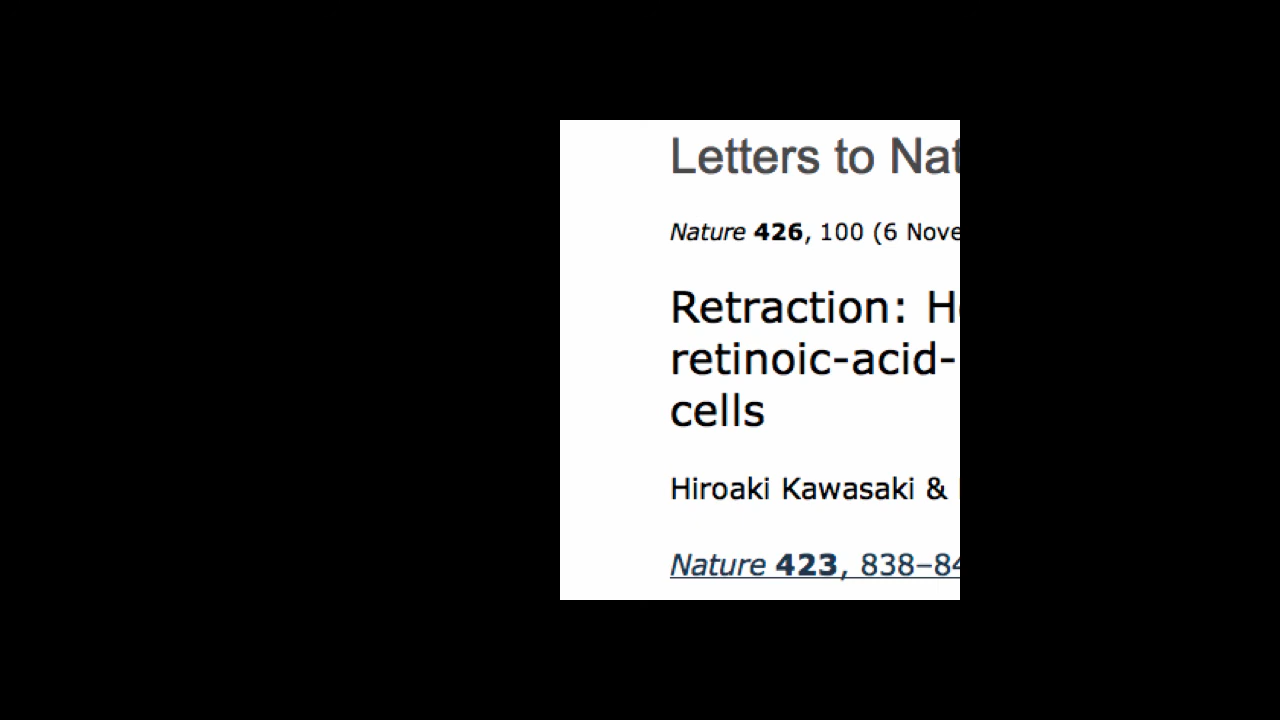 Letters to Nat
Nature 426, 100 (6 Nove
Retraction: H
retinoic-acid-
cells
Hiroaki Kawasaki &
Nature 423, 838–84